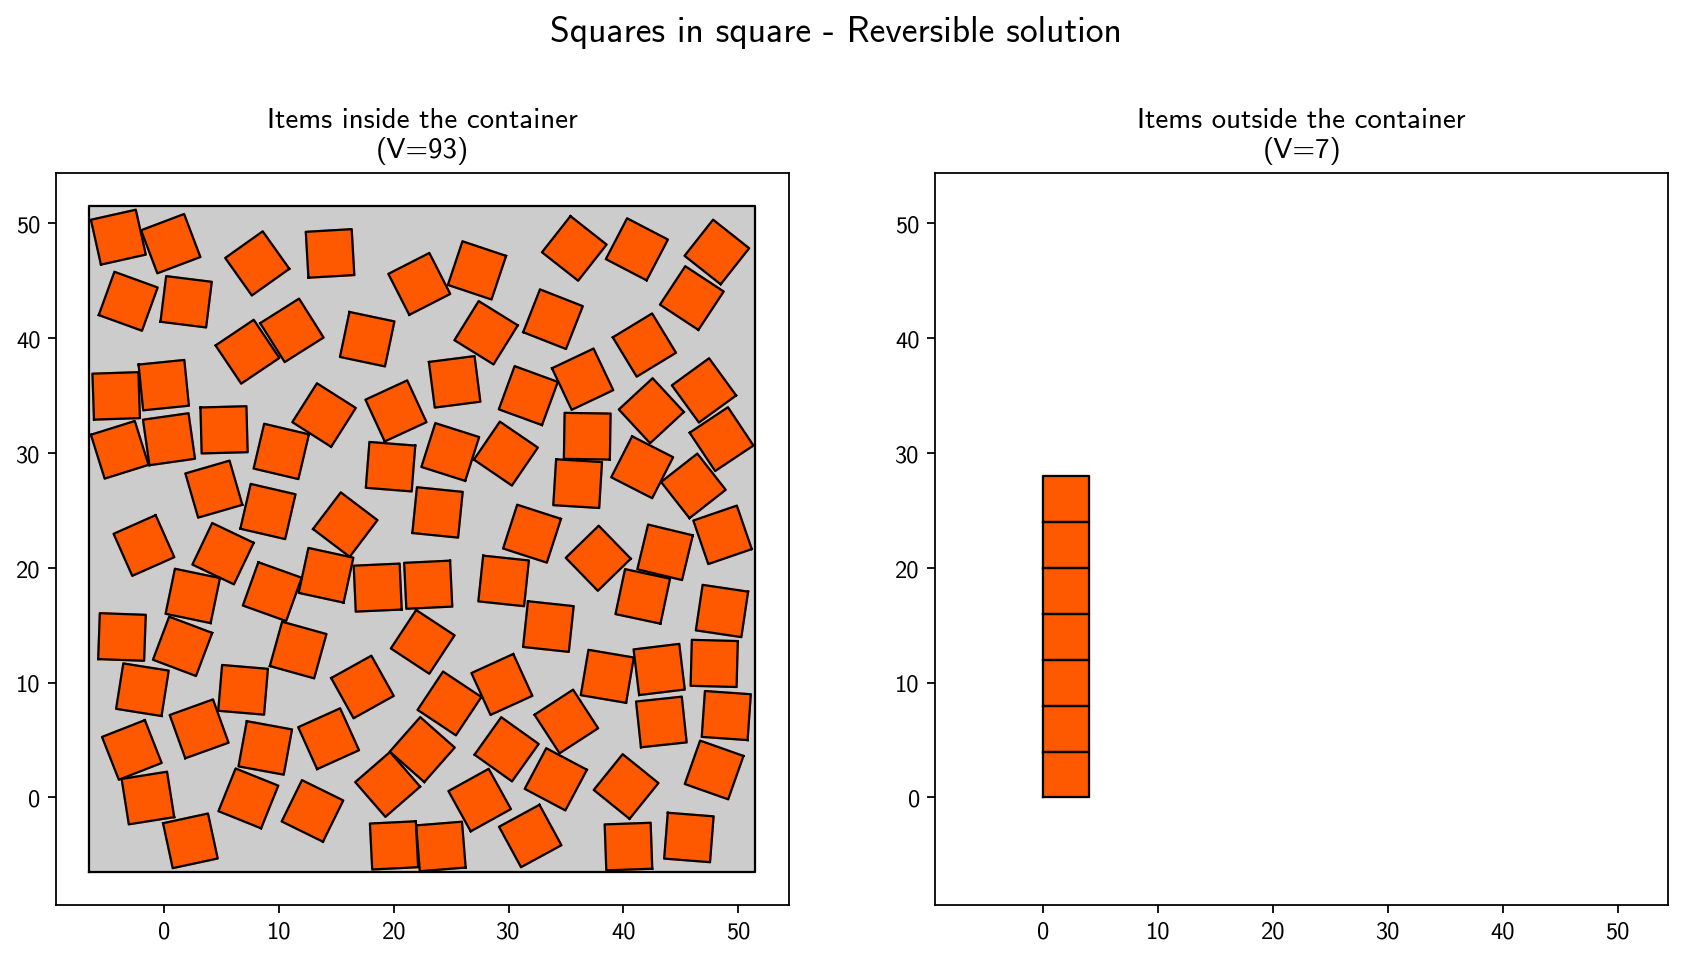 Squares in square - Reversible solution
Items inside the container
(V=93)
Items outside the container
(V=7)
50
40
30
20
10
0
0 10 20 30 40 50
50
40
30
20
10
0
0 10 20 30 40 50